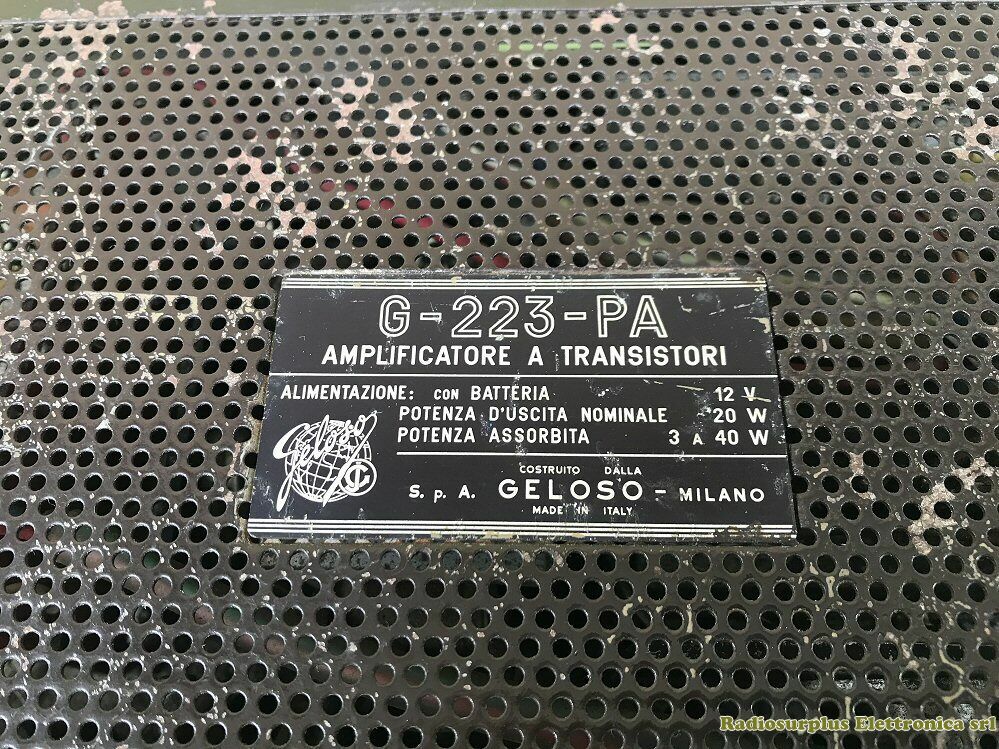 G-223-PA
AMPLIFICATORE A TRANSISTORI
ALIMENTAZIONE: CON BATTERIA 12 V
POTENZA D'USCITA NOMINALE 20 W
POTENZA ASSORBITA 3 A 40 W
Geloso
COSTRUITO DALLA
S. p. A. GELOSO - MILANO
MADE IN ITALY
Radiosurplus Elettronica srl